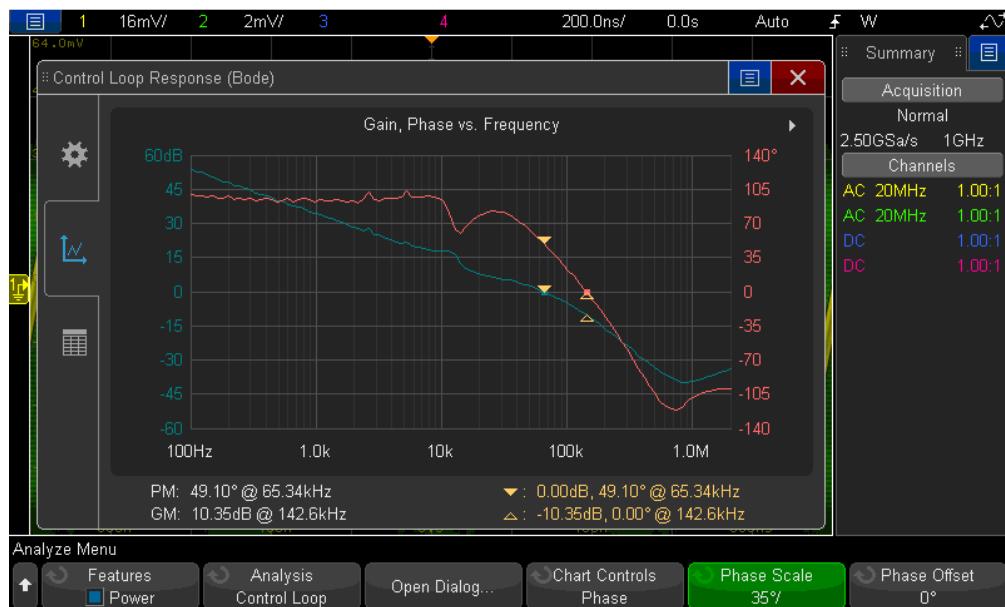 1 16mV/ 2 2mV/ 3 4 200.0ns/ 0.0s Auto W
64.0mV
Summary
Control Loop Response (Bode)
Acquisition
Normal
2.50GSa/s 1GHz
Channels
AC 20MHz 1.00:1
AC 20MHz 1.00:1
DC 1.00:1
DC 1.00:1
Gain, Phase vs. Frequency
60dB 140°
45 105
30 70
15 35
0 0
-15 -35
-30 -70
-45 -105
-60 -140
100Hz 1.0k 10k 100k 1.0M
PM: 49.10° @ 65.34kHz : 0.00dB, 49.10° @ 65.34kHz
GM: 10.35dB @ 142.6kHz : -10.35dB, 0.00° @ 142.6kHz
Analyze Menu
Features Analysis Open Dialog... Chart Controls Phase Scale Phase Offset
Power Control Loop Phase 35°/ 0°